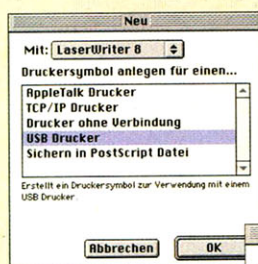 Neu
Mit: LaserWriter 8
Druckersymbol anlegen für einen...
AppleTalk Drucker
TCP/IP Drucker
Drucker ohne Verbindung
USB Drucker
Sichern in PostScript Datei
Erstellt ein Druckersymbol zur Verwendung mit einem
USB Drucker.
Abbrechen OK